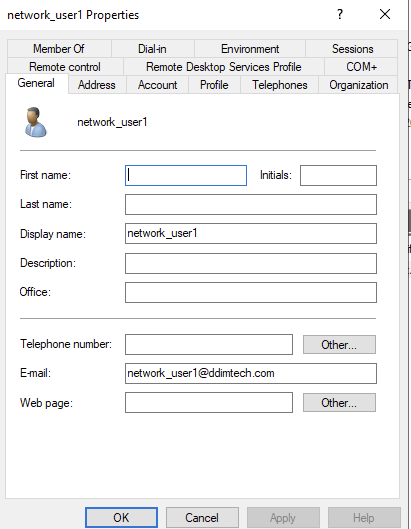 network_user1 Properties ? ×
Member Of Dial-in Environment Sessions
Remote control Remote Desktop Services Profile COM+
General Address Account Profile Telephones Organization
network_user1
First name: Initials:
Last name:
Display name: network_user1
Description:
Office:
Telephone number: Other...
E-mail: network_user1@ddimtech.com
Web page: Other...
OK Cancel Apply Help